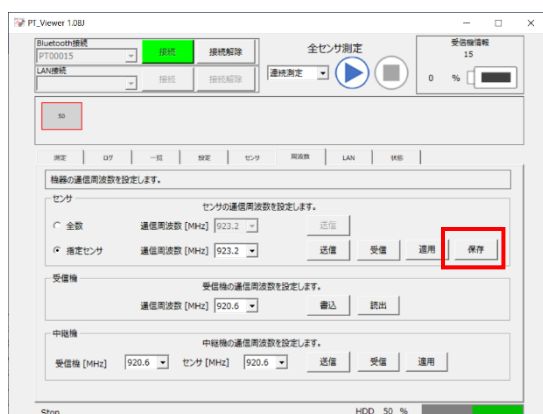 PT_Viewer 1.08J
Bluetooth接続
PT00015
接続
接続解除
全センサ測定
受信機情報
15
LAN接続
接続
接続解除
連続測定
0 %
50
測定 ログ 一覧 設定 センサ 周波数 LAN 状態
機器の通信周波数を設定します。
センサ
センサの通信周波数を設定します。
全数 通信周波数 [MHz] 923.2 送信
指定センサ 通信周波数 [MHz] 923.2 送信 受信 適用 保存
受信機
受信機の通信周波数を設定します。
通信周波数 [MHz] 920.6 書込 読出
中継機
中継機の通信周波数を設定します。
受信機 [MHz] 920.6 センサ [MHz] 920.6 送信 受信 適用
Stop HDD 50 %